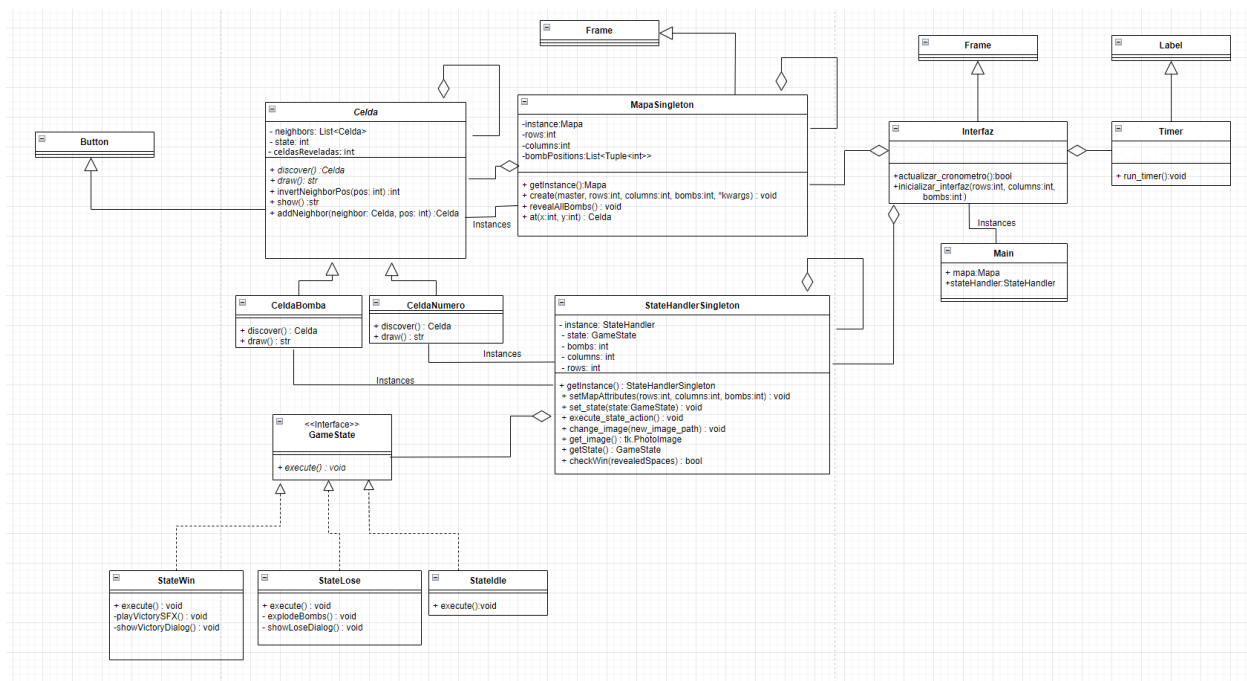 Frame
Frame
Label
Button
Celda
- neighbors: List<Celda>
- state: int
- celdasReveladas: int
+ discover() :Celda
+ draw(): str
+ invertNeighborPos(pos: int) :int
+ show() :str
+ addNeighbor(neighbor: Celda, pos: int) :Celda
MapaSingleton
-instance:Mapa
-rows:int
-columns:int
-bombPositions:List<Tuple<int>>
+ getInstance():Mapa
+ create(master, rows:int, columns:int, bombs:int, *kwargs) : void
+ revealAllBombs() : void
+ at(x:int, y:int) : Celda
Instances
Interfaz
+actualizar_cronometro():bool
+inicializar_interfaz(rows:int, columns:int,
bombs:int )
Timer
+ run_timer():void
Instances
Main
+ mapa:Mapa
+stateHandler:StateHandler
CeldaBomba
+ discover() : Celda
+ draw() : str
CeldaNumero
+ discover() : Celda
+ draw() : str
Instances
Instances
StateHandlerSingleton
- instance: StateHandler
- state: GameState
- bombs: int
- columns: int
- rows: int
+ getInstance() : StateHandlerSingleton
+ setMapAttributes(rows:int, columns:int, bombs:int) : void
+ set_state(state:GameState) : void
+ execute_state_action() : void
+ change_image(new_image_path) : void
+ get_image() : tk.PhotoImage
+ getState() : GameState
+ checkWin(revealedSpaces) : bool
<<Interface>>
GameState
+ execute() : void
StateWin
+ execute() : void
-playVictorySFX() : void
-showVictoryDialog() : void
StateLose
+ execute() : void
- explodeBombs() : void
- showLoseDialog() : void
StateIdle
+ execute():void